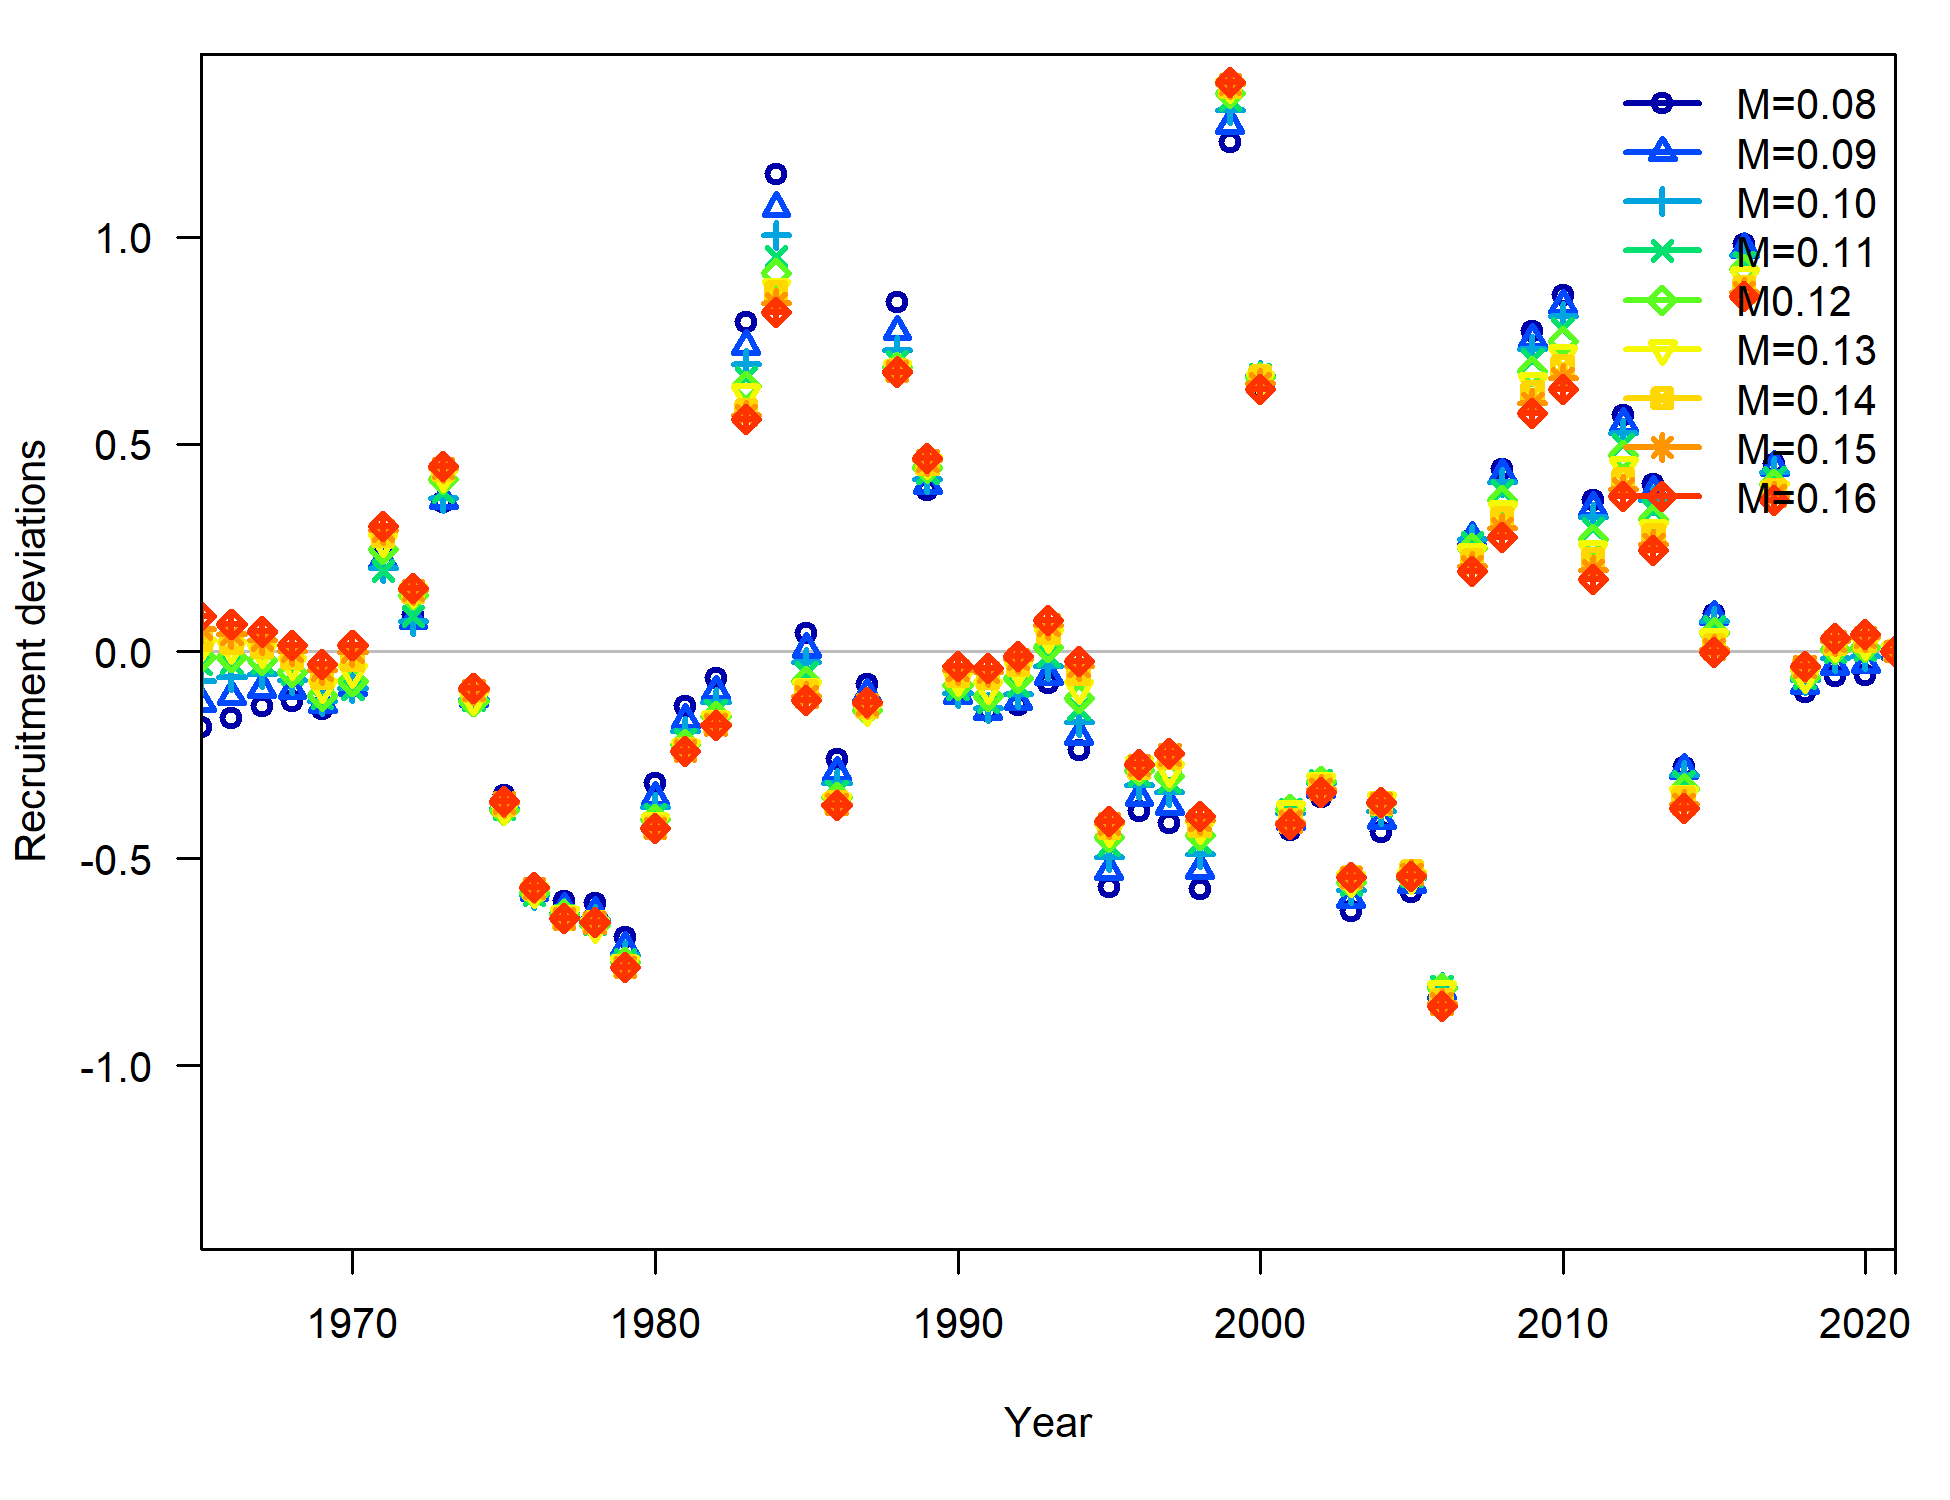 M=0.08
M=0.09
M=0.10
M=0.11
M0.12
M=0.13
M=0.14
M=0.15
M=0.16
1.0
0.5
0.0
-0.5
-1.0
Recruitment deviations
1970
1980
1990
2000
2010
2020
Year